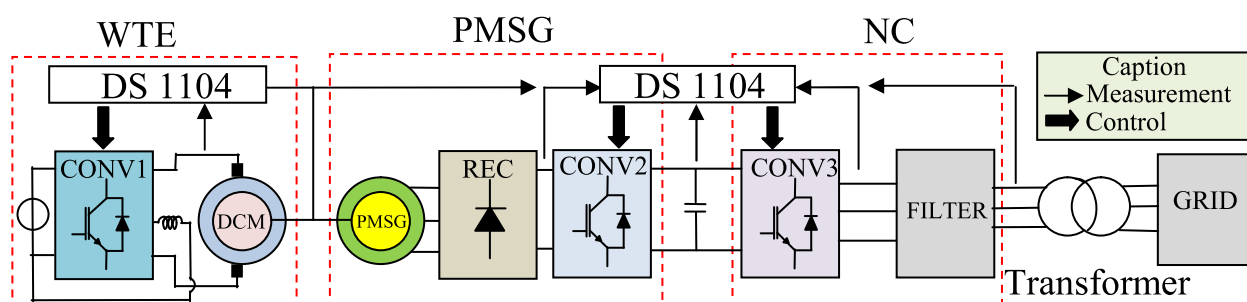 WTE
PMSG
NC
DS 1104
DS 1104
Caption
Measurement
Control
CONV1
DCM
PMSG
REC
CONV2
CONV3
FILTER
GRID
Transformer